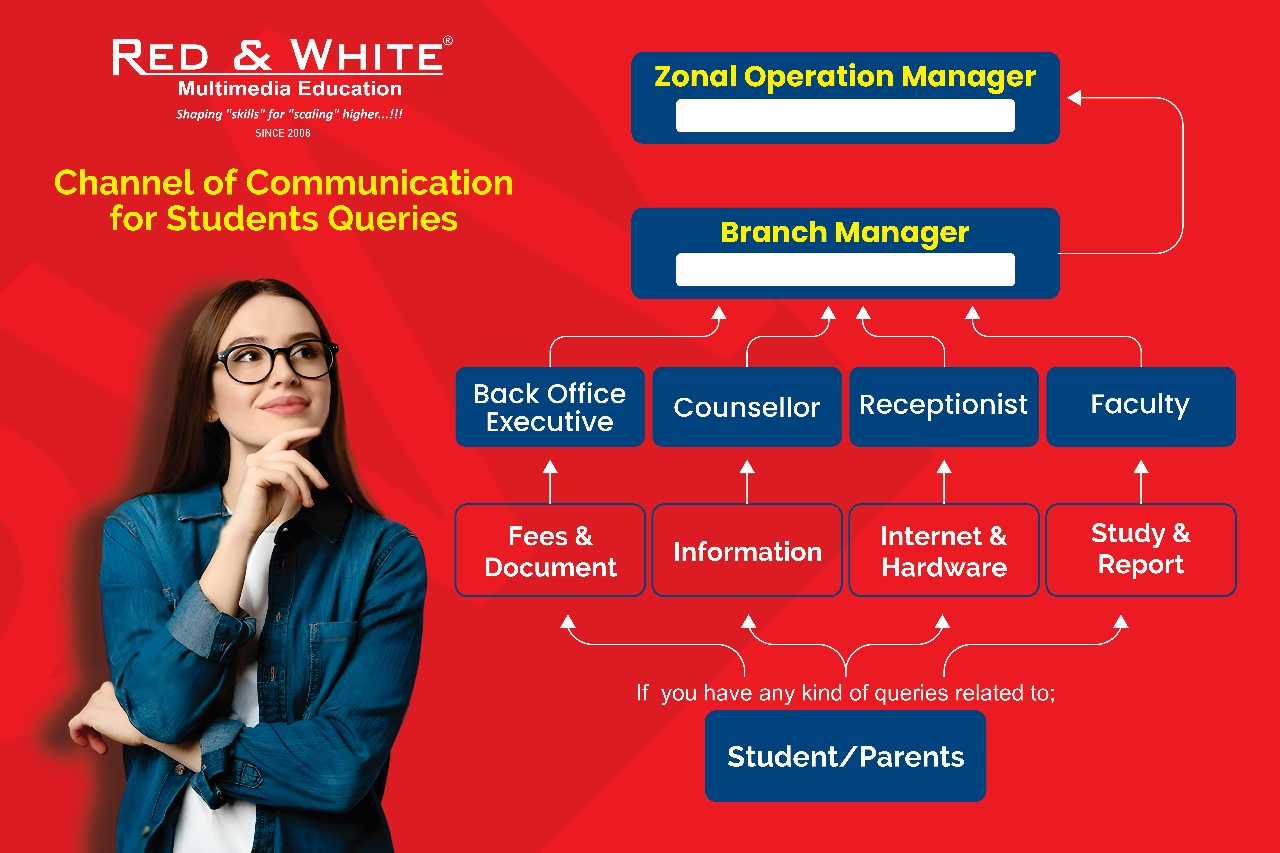 RED & WHITE®
Multimedia Education
Shaping "skills" for "scaling" higher...!!!
SINCE 2008
Channel of Communication
for Students Queries
Zonal Operation Manager
Branch Manager
Back Office
Executive
Counsellor
Receptionist
Faculty
Fees &
Document
Information
Internet &
Hardware
Study &
Report
If you have any kind of queries related to;
Student/Parents